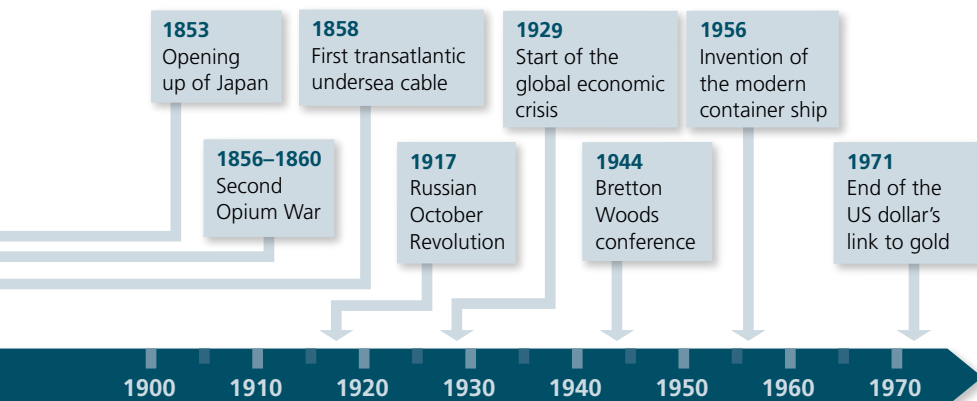 1853
Opening
up of Japan
1858
First transatlantic
undersea cable
1929
Start of the
global economic
crisis
1956
Invention of
the modern
container ship
1856–1860
Second
Opium War
1917
Russian
October
Revolution
1944
Bretton
Woods
conference
1971
End of the
US dollar’s
link to gold
1900 1910 1920 1930 1940 1950 1960 1970